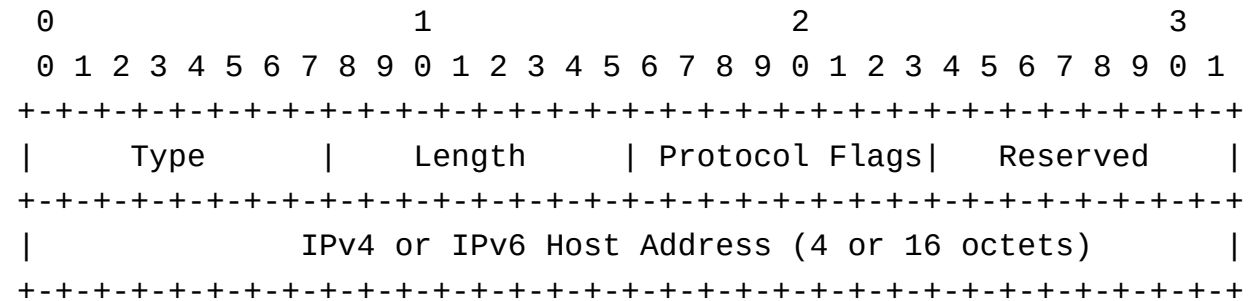 0                   1                   2                   3
 0 1 2 3 4 5 6 7 8 9 0 1 2 3 4 5 6 7 8 9 0 1 2 3 4 5 6 7 8 9 0 1
+-+-+-+-+-+-+-+-+-+-+-+-+-+-+-+-+-+-+-+-+-+-+-+-+-+-+-+-+-+-+-+-+
|     Type      |    Length     | Protocol Flags|   Reserved    |
+-+-+-+-+-+-+-+-+-+-+-+-+-+-+-+-+-+-+-+-+-+-+-+-+-+-+-+-+-+-+-+-+
|              IPv4 or IPv6 Host Address (4 or 16 octets)       |
+-+-+-+-+-+-+-+-+-+-+-+-+-+-+-+-+-+-+-+-+-+-+-+-+-+-+-+-+-+-+-+-+